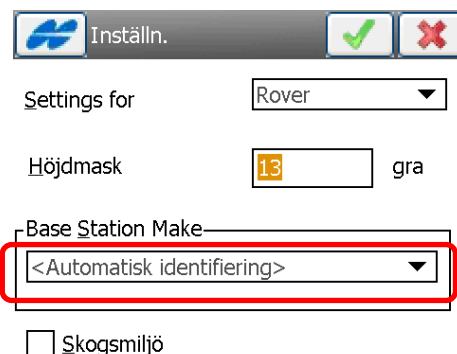 Inställn.
Settings for Rover
Höjdmask 13 gra
Base Station Make
<Automatisk identifiering>
Skogsmiljö